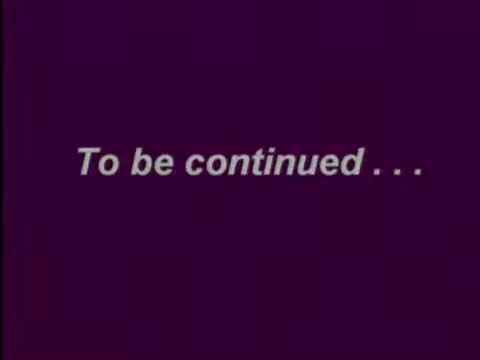 To be continued . . .